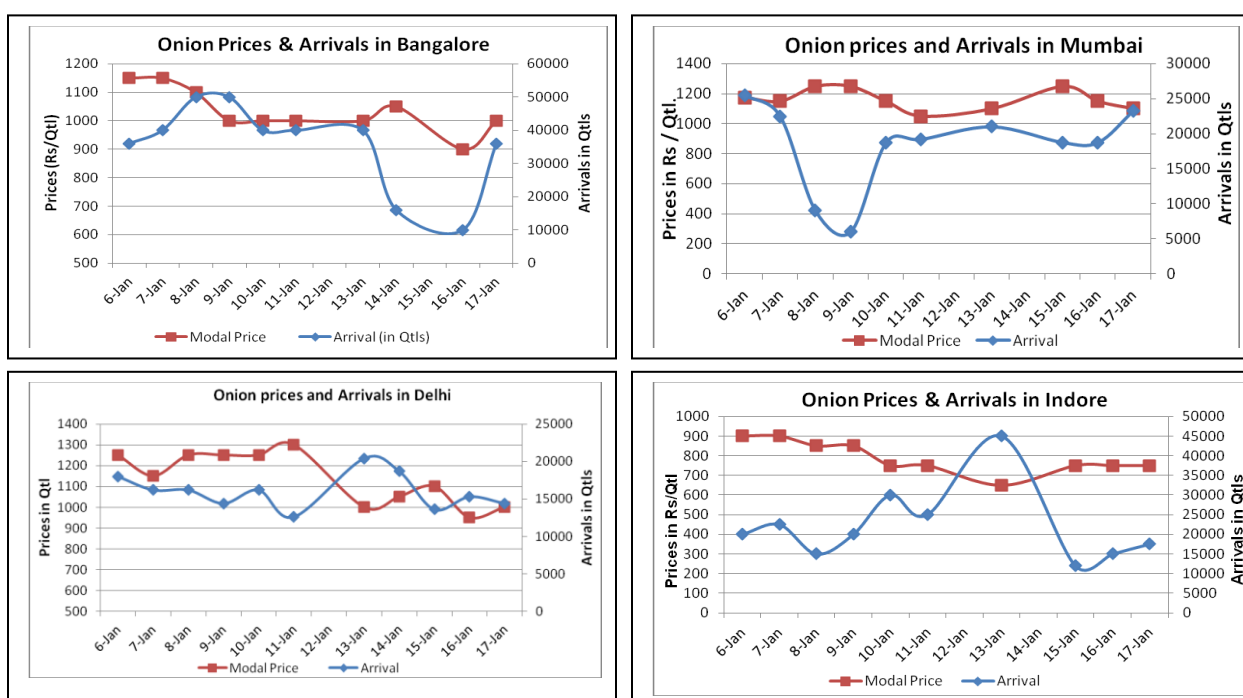 Onion Prices & Arrivals in Bangalore
1200
1100
1000
900
800
700
600
500
Prices (Rs/Qtl)
60000
50000
40000
30000
20000
10000
0
Arrivals in Qtls
6-Jan
7-Jan
8-Jan
9-Jan
10-Jan
11-Jan
12-Jan
13-Jan
14-Jan
15-Jan
16-Jan
17-Jan
Modal Price
Arrival (in Qtls)
Onion prices and Arrivals in Mumbai
1400
1200
1000
800
600
400
200
0
Prices in Rs / Qtl.
30000
25000
20000
15000
10000
5000
0
Arrivals in Qtls
6-Jan
7-Jan
8-Jan
9-Jan
10-Jan
11-Jan
12-Jan
13-Jan
14-Jan
15-Jan
16-Jan
17-Jan
Modal Price
Arrival
Onion prices and Arrivals in Delhi
1400
1300
1200
1100
1000
900
800
700
600
500
Prices in Qtl
25000
20000
15000
10000
5000
0
Arrivals in Qtls
6-Jan
7-Jan
8-Jan
9-Jan
10-Jan
11-Jan
12-Jan
13-Jan
14-Jan
15-Jan
16-Jan
17-Jan
Modal Price
Arrival
Onion Prices & Arrivals in Indore
1000
900
800
700
600
500
400
300
200
100
0
Prices in Rs/Qtl
50000
45000
40000
35000
30000
25000
20000
15000
10000
5000
0
Arrivals in Qtls
6-Jan
7-Jan
8-Jan
9-Jan
10-Jan
11-Jan
12-Jan
13-Jan
14-Jan
15-Jan
16-Jan
17-Jan
Modal Price
Arrival